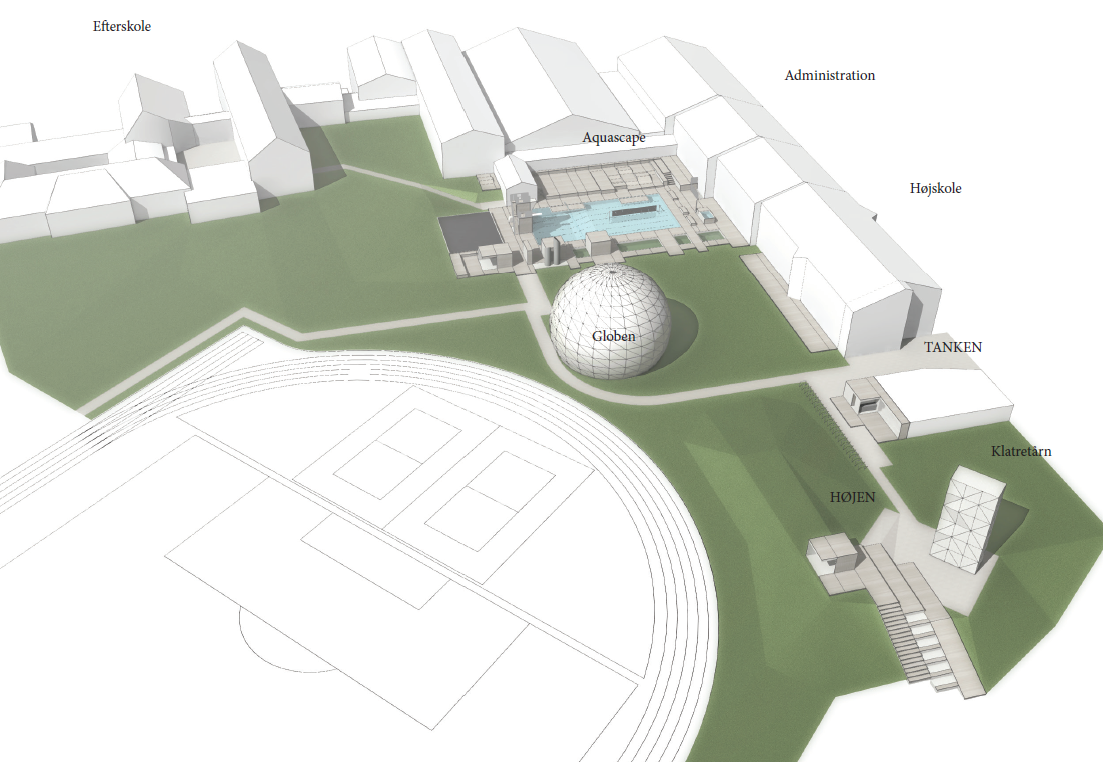 Efterskole
Administration
Aquascape
Højskole
Globen
TANKEN
Klatretårn
HØJEN